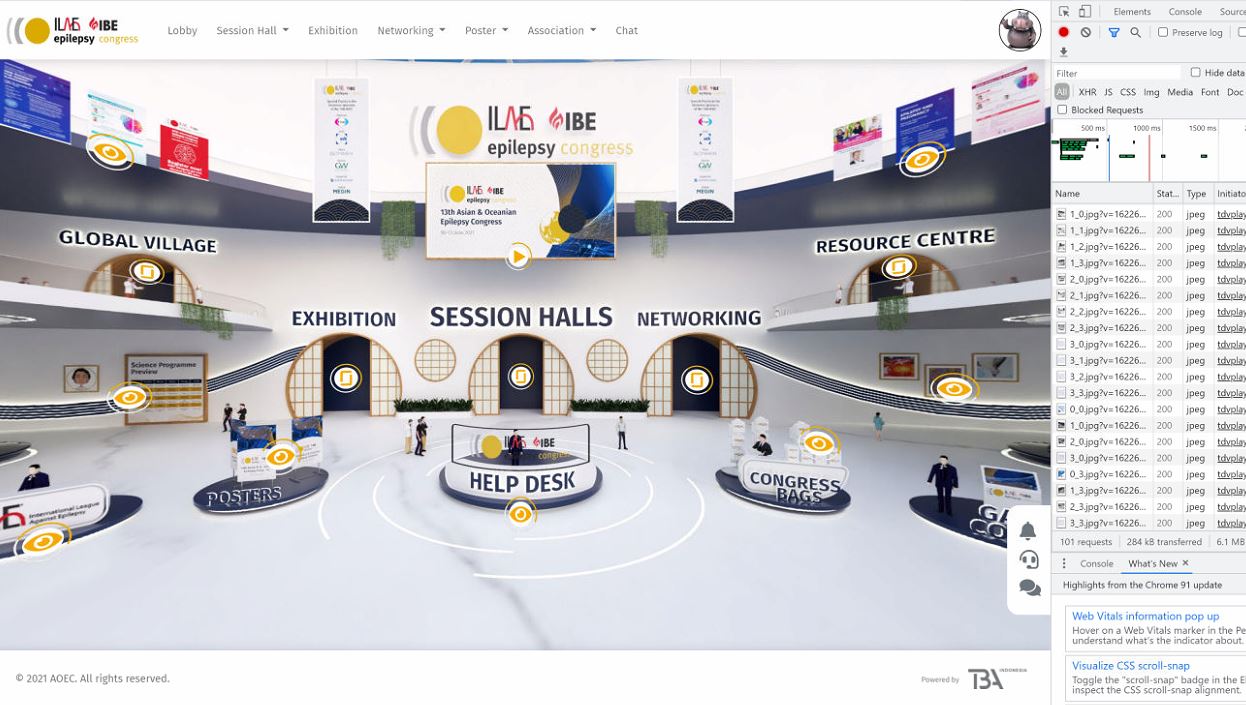 ILAE IBE
epilepsy congress
Lobby
Session Hall
Exhibition
Networking
Poster
Association
Chat
ILAE IBE
epilepsy congress
ILAE IBE
epilepsy congress
13th Asian & Oceanian
Epilepsy Congress
GW
MEGIN
GW
MEGIN
GLOBAL VILLAGE
RESOURCE CENTRE
EXHIBITION
SESSION HALLS
NETWORKING
Science Programme
Preview
POSTERS
IBE
congress
HELP DESK
CONGRESS
BAGS
International League
Against Epilepsy
© 2021 AOEC. All rights reserved.
Powered by TBA INDONESIA
Elements
Console
Source
Preserve log
Filter
Hide data
All
XHR
JS
CSS
Img
Media
Font
Doc
Blocked Requests
500 ms
1000 ms
1500 ms
Name Stat... Type Initiato
1_0.jpg?v=16226... 200 jpeg tdvplay
1_1.jpg?v=16226... 200 jpeg tdvplay
1_2.jpg?v=16226... 200 jpeg tdvplay
1_3.jpg?v=16226... 200 jpeg tdvplay
2_0.jpg?v=16226... 200 jpeg tdvplay
2_1.jpg?v=16226... 200 jpeg tdvplay
2_2.jpg?v=16226... 200 jpeg tdvplay
2_3.jpg?v=16226... 200 jpeg tdvplay
3_0.jpg?v=16226... 200 jpeg tdvplay
3_1.jpg?v=16226... 200 jpeg tdvplay
3_2.jpg?v=16226... 200 jpeg tdvplay
3_3.jpg?v=16226... 200 jpeg tdvplay
0_0.jpg?v=16226... 200 jpeg tdvplay
1_0.jpg?v=16226... 200 jpeg tdvplay
2_0.jpg?v=16226... 200 jpeg tdvplay
3_0.jpg?v=16226... 200 jpeg tdvplay
0_3.jpg?v=16226... 200 jpeg tdvplay
1_3.jpg?v=16226... 200 jpeg tdvplay
2_3.jpg?v=16226... 200 jpeg tdvplay
3_3.jpg?v=16226... 200 jpeg tdvplay
101 requests 284 kB transferred 6.1 MB
Console
What's New
Highlights from the Chrome 91 update
Web Vitals information pop up
Hover on a Web Vitals marker in the Pe
understand what's the indicator about.
Visualize CSS scroll-snap
Toggle the "scroll-snap" badge in the El
inspect the CSS scroll-snap alignment.